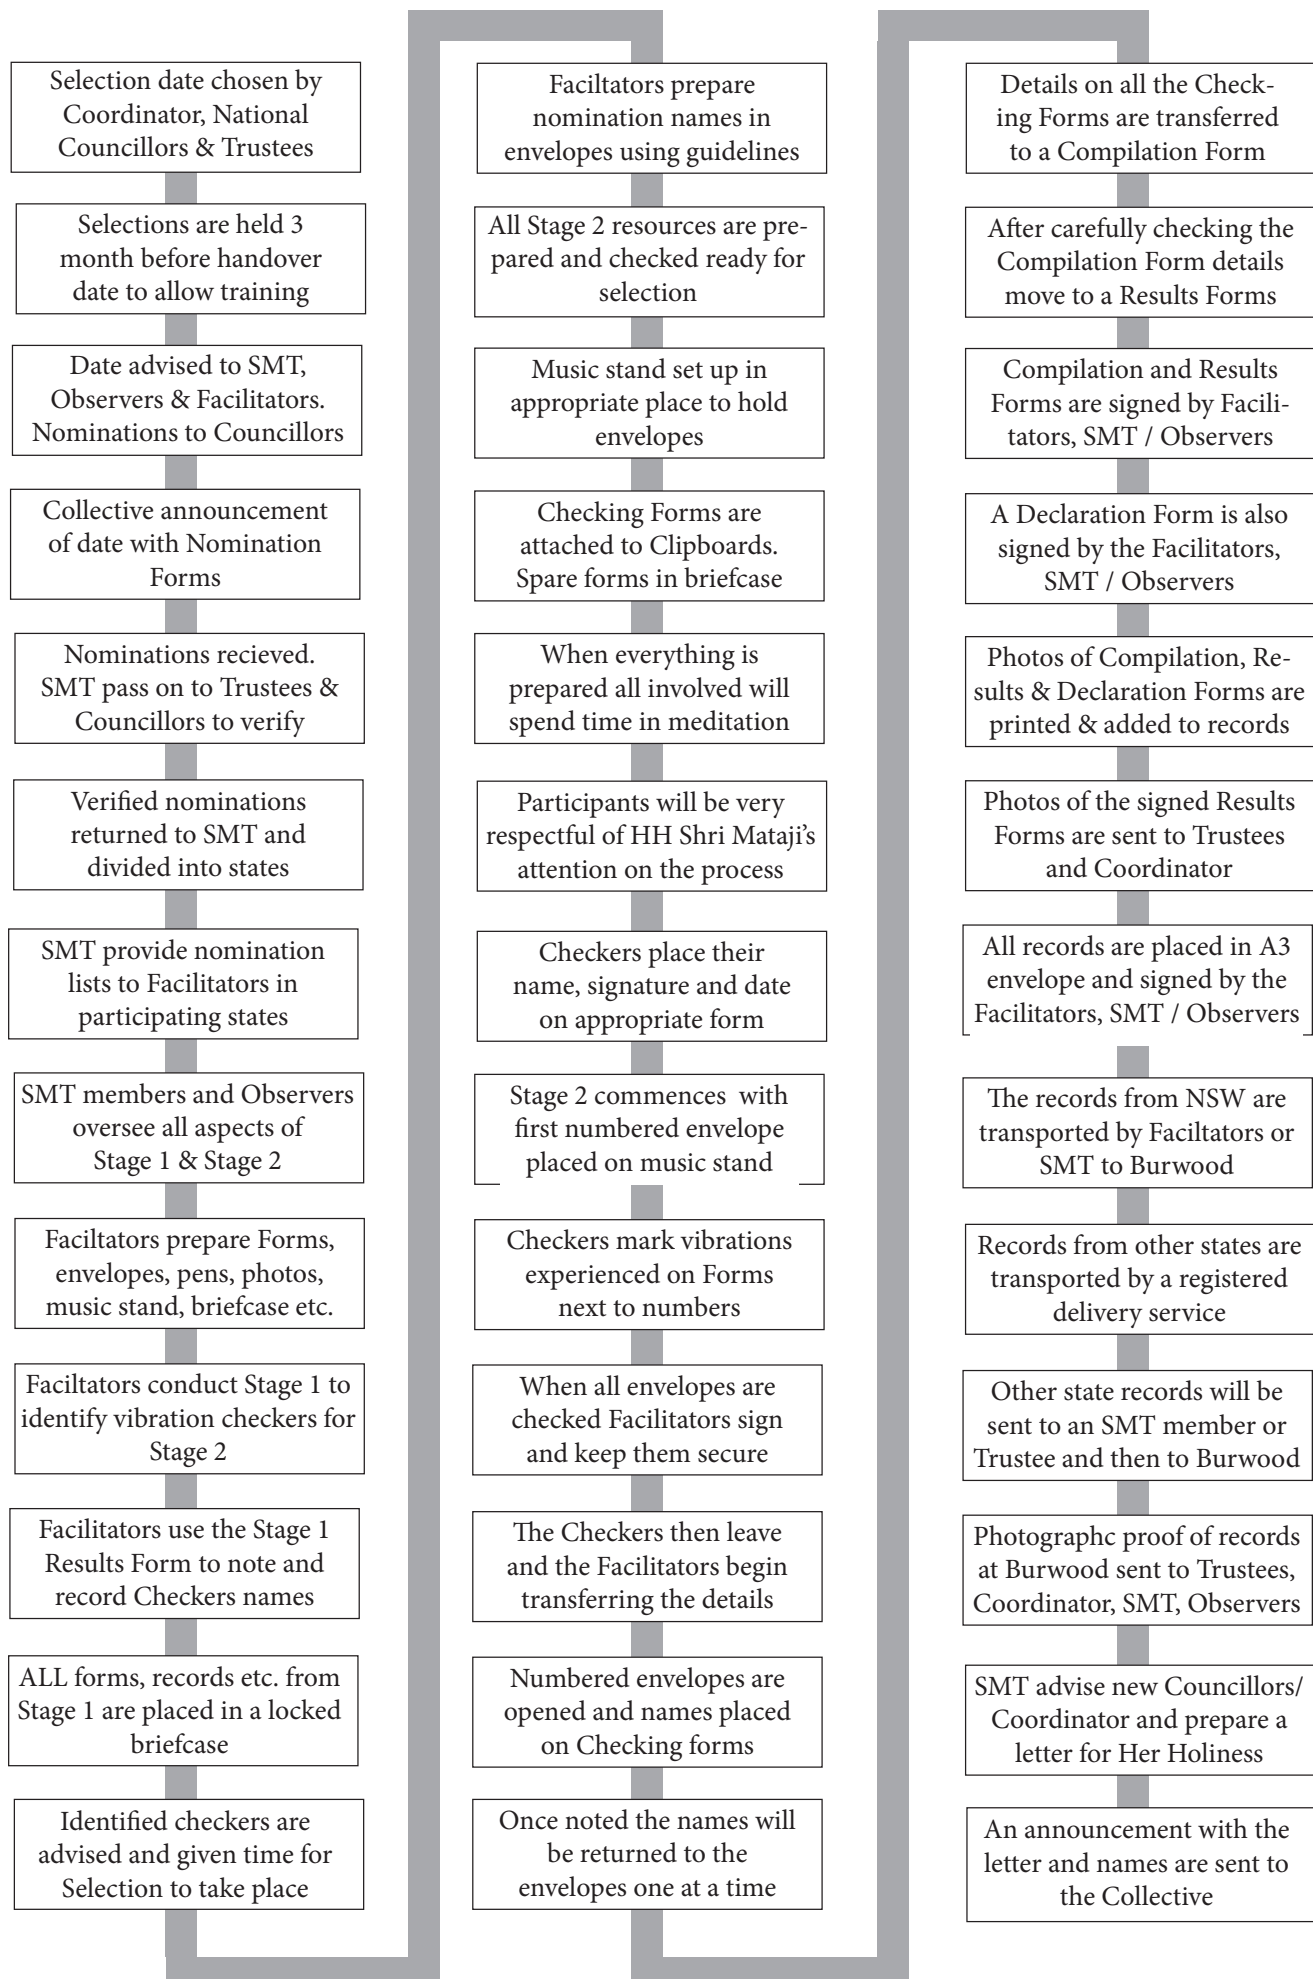 Selection date chosen by
Coordinator, National
Councillors & Trustees
Selections are held 3
month before handover
date to allow training
Date advised to SMT,
Observers & Facilitators.
Nominations to Councillors
Collective announcement
of date with Nomination
Forms
Nominations recieved.
SMT pass on to Trustees &
Councillors to verify
Verified nominations
returned to SMT and
divided into states
SMT provide nomination
lists to Facilitators in
participating states
SMT members and Observers
oversee all aspects of
Stage 1 & Stage 2
Faciltators prepare Forms,
envelopes, pens, photos,
music stand, briefcase etc.
Faciltators conduct Stage 1 to
identify vibration checkers for
Stage 2
Facilitators use the Stage 1
Results Form to note and
record Checkers names
ALL forms, records etc. from
Stage 1 are placed in a locked
briefcase
Identified checkers are
advised and given time for
Selection to take place
Faciltators prepare
nomination names in
envelopes using guidelines
All Stage 2 resources are pre-
pared and checked ready for
selection
Music stand set up in
appropriate place to hold
envelopes
Checking Forms are
attached to Clipboards.
Spare forms in briefcase
When everything is
prepared all involved will
spend time in meditation
Participants will be very
respectful of HH Shri Mataji’s
attention on the process
Checkers place their
name, signature and date
on appropriate form
Stage 2 commences with
first numbered envelope
placed on music stand
Checkers mark vibrations
experienced on Forms
next to numbers
When all envelopes are
checked Facilitators sign
and keep them secure
The Checkers then leave
and the Facilitators begin
transferring the details
Numbered envelopes are
opened and names placed
on Checking forms
Once noted the names will
be returned to the
envelopes one at a time
Details on all the Check-
ing Forms are transferred
to a Compilation Form
After carefully checking the
Compilation Form details
move to a Results Forms
Compilation and Results
Forms are signed by Facili-
tators, SMT / Observers
A Declaration Form is also
signed by the Facilitators,
SMT / Observers
Photos of Compilation, Re-
sults & Declaration Forms are
printed & added to records
Photos of the signed Results
Forms are sent to Trustees
and Coordinator
All records are placed in A3
envelope and signed by the
Facilitators, SMT / Observers
The records from NSW are
transported by Faciltators or
SMT to Burwood
Records from other states are
transported by a registered
delivery service
Other state records will be
sent to an SMT member or
Trustee and then to Burwood
Photographc proof of records
at Burwood sent to Trustees,
Coordinator, SMT, Observers
SMT advise new Councillors/
Coordinator and prepare a
letter for Her Holiness
An announcement with the
letter and names are sent to
the Collective